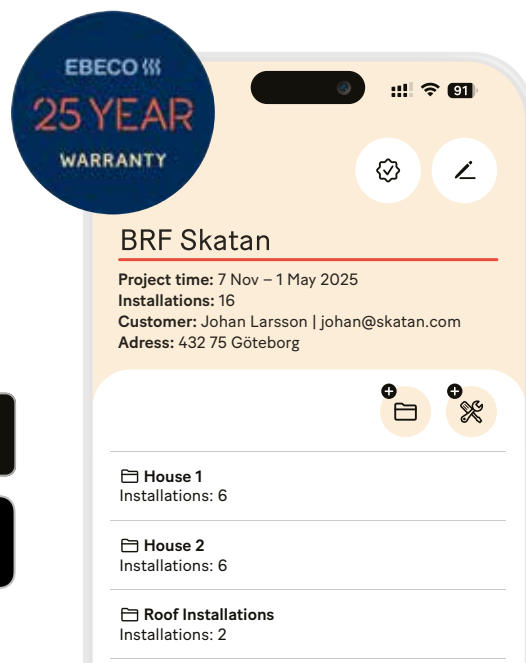 EBECO
25 YEAR
WARRANTY
91
BRF Skatan
Project time: 7 Nov – 1 May 2025
Installations: 16
Customer: Johan Larsson | johan@skatan.com
Adress: 432 75 Göteborg
House 1
Installations: 6
House 2
Installations: 6
Roof Installations
Installations: 2